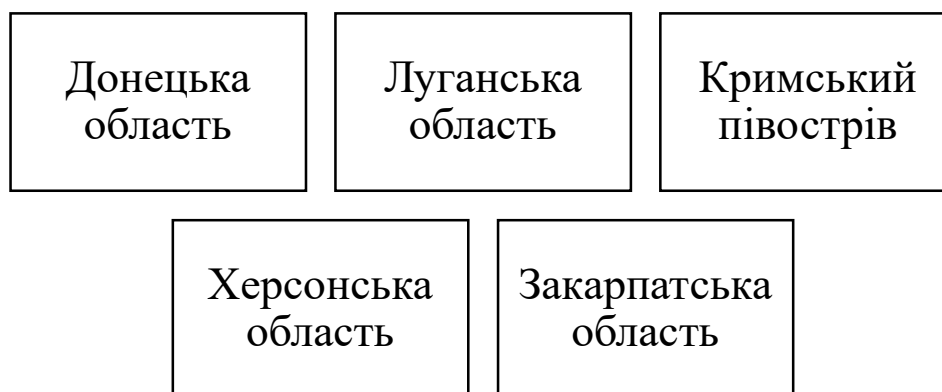 Донецька
область
Луганська
область
Кримський
півострів
Херсонська
область
Закарпатська
область